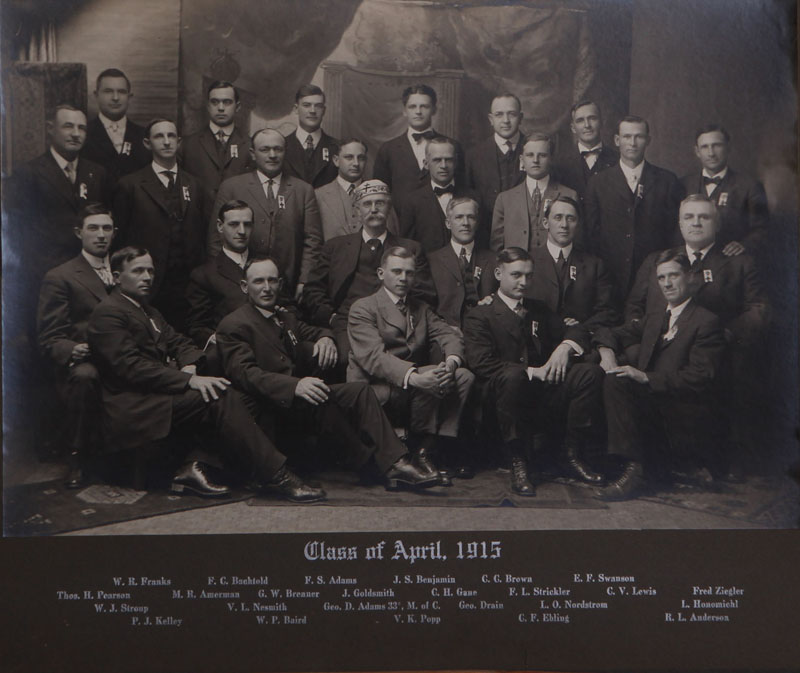 Class of April, 1915
W. R. Franks F. C. Buchfold F. S. Adams J. S. Benjamin C. C. Brown E. F. Swanson
Thos. H. Pearson M. R. Amerman G. W. Brenner J. Goldsmith C. H. Gane F. L. Strickler C. V. Lewis Fred Ziegler
W. J. Stroup V. L. Nesmith Geo. D. Adams 33°, M. of C. Geo. Drain L. O. Nordstrom L. Honomichl
P. J. Kelley W. P. Baird V. K. Popp C. F. Ebling R. L. Anderson